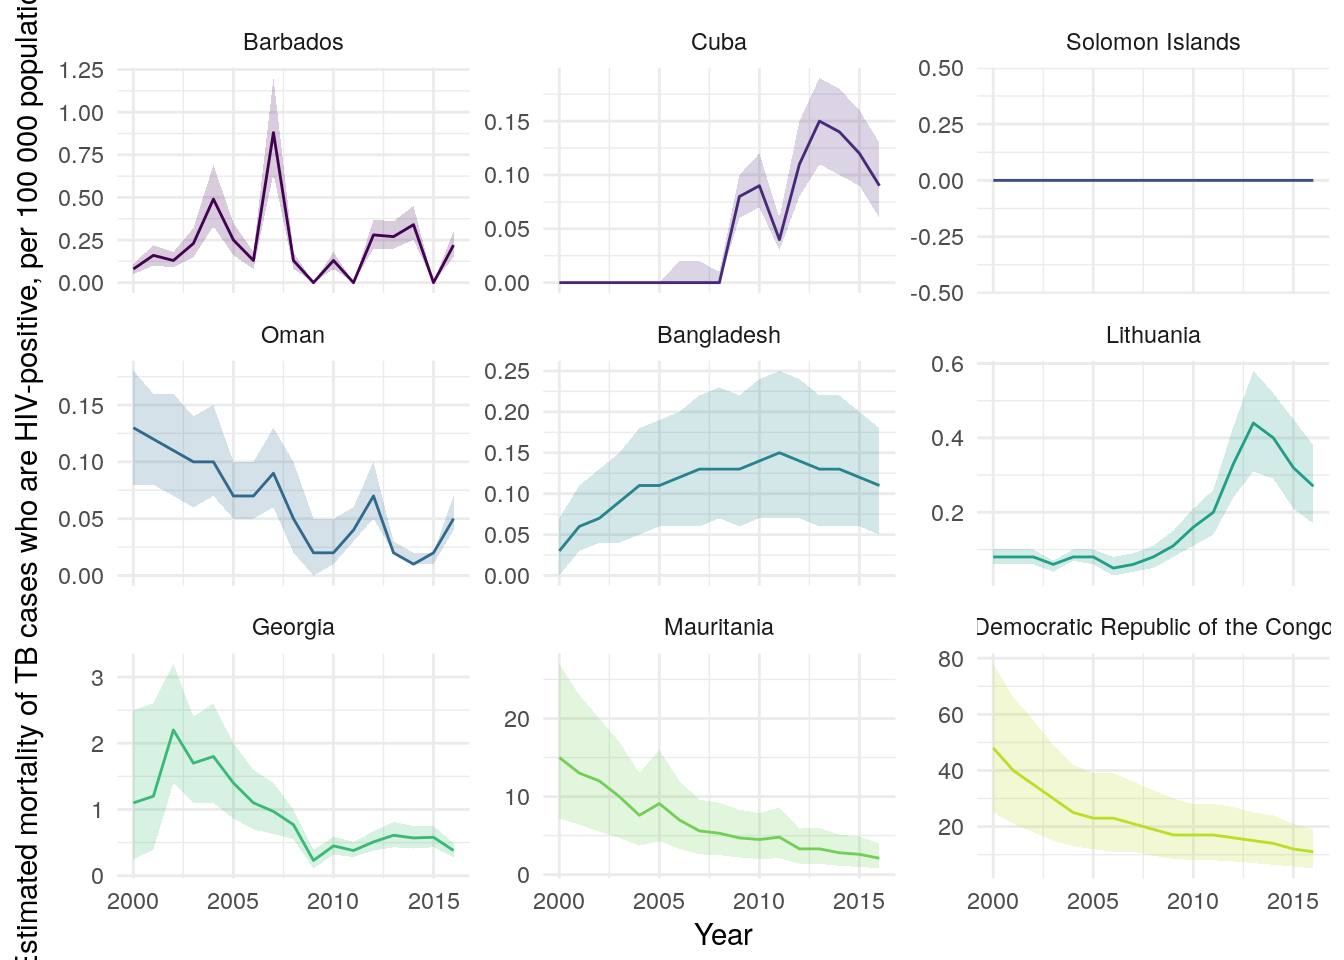 Estimated mortality of TB cases who are HIV-positive, per 100 000 populatio
Barbados
Cuba
Solomon Islands
1.25
1.00
0.75
0.50
0.25
0.00
0.15
0.10
0.05
0.00
0.50
0.25
0.00
-0.25
-0.50
Oman
Bangladesh
Lithuania
0.15
0.10
0.05
0.00
0.25
0.20
0.15
0.10
0.05
0.00
0.6
0.4
0.2
Georgia
Mauritania
Democratic Republic of the Congo
3
2
1
0
20
10
0
80
60
40
20
2000 2005 2010 2015
2000 2005 2010 2015
2000 2005 2010 2015
Year